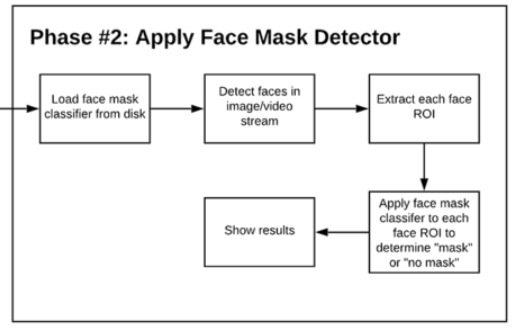 Phase #2: Apply Face Mask Detector
Load face mask
classifier from disk
Detect faces in
image/video
stream
Extract each face
ROI
Apply face mask
classifer to each
face ROI to
determine "mask"
or "no mask"
Show results